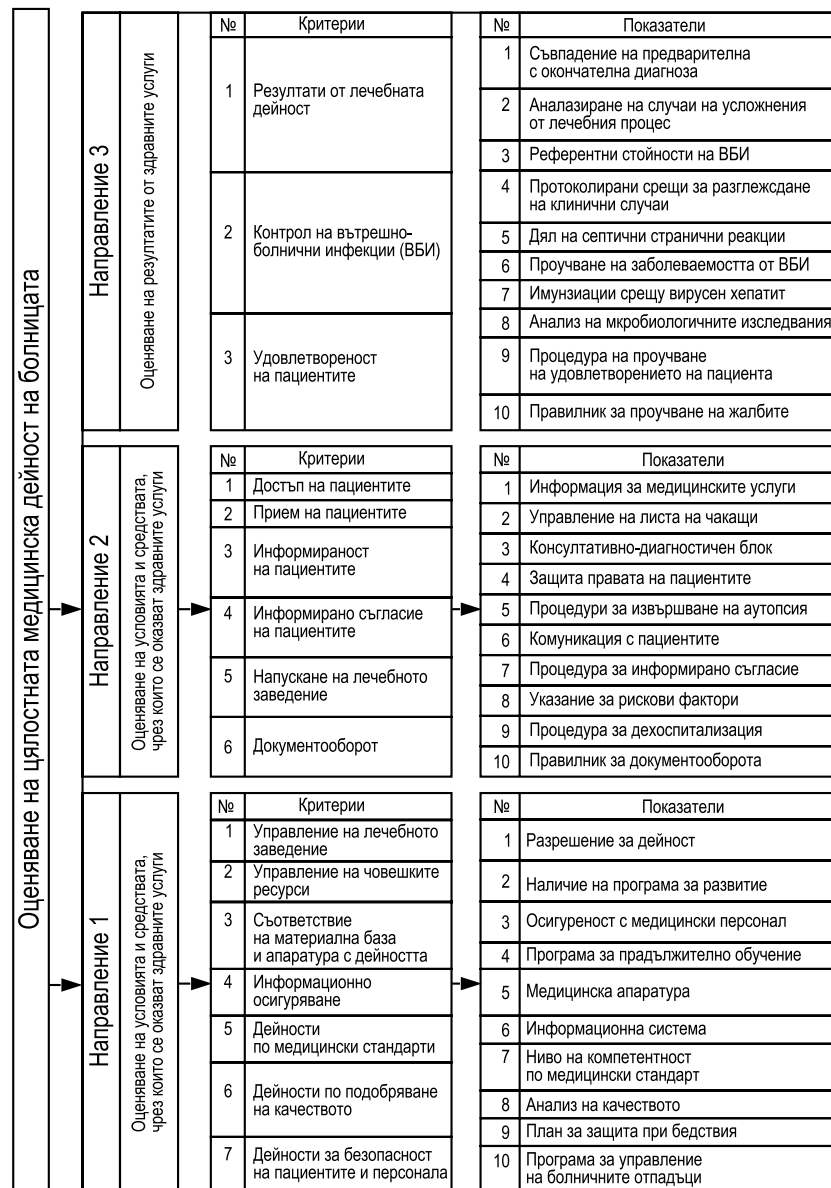 Оценяване на цялостната медицинска дейност на болницата
Направление 3
Оценяване на резултатите от здравните услуги
№ Критерии
1 Резултати от лечебната
дейност
2 Контрол на вътрешно-
болнични инфекции (ВБИ)
3 Удовлетвореност
на пациентите
№ Показатели
1 Съвпадение на предварителна
с окончателна диагноза
2 Аналазиране на случаи на усложнения
от лечебния процес
3 Референтни стойности на ВБИ
4 Протоколирани срещи за разглежсдане
на клинични случаи
5 Дял на септични странични реакции
6 Проучване на заболеваемостта от ВБИ
7 Имунзиации срещу вирусен хепатит
8 Анализ на мкробиологичните изследвания
9 Процедура на проучване
на удовлетворението на пациента
10 Правилник за проучване на жалбите
Направление 2
Оценяване на условията и средствата,
чрез които се оказват здравните услуги
№ Критерии
1 Достъп на пациентите
2 Прием на пациентите
3 Информираност
на пациентите
4 Информирано съгласие
на пациентите
5 Напускане на лечебното
заведение
6 Документооборот
№ Показатели
1 Информация за медицинските услуги
2 Управление на листа на чакащи
3 Консултативно-диагностичен блок
4 Защита правата на пациентите
5 Процедури за извършване на аутопсия
6 Комуникация с пациентите
7 Процедура за информирано съгласие
8 Указание за рискови фактори
9 Процедура за дехоспитализация
10 Правилник за документооборота
Направление 1
Оценяване на условията и средствата,
чрез които се оказват здравните услуги
№ Критерии
1 Управление на лечебното
заведение
2 Управление на човешките
ресурси
3 Съответствие
на материална база
и апаратура с дейността
4 Информационно
осигуряване
5 Дейности
по медицински стандарти
6 Дейности по подобряване
на качеството
7 Дейности за безопасност
на пациентите и персонала
№ Показатели
1 Разрешение за дейност
2 Наличие на програма за развитие
3 Осигуреност с медицински персонал
4 Програма за прадължително обучение
5 Медицинска апаратура
6 Информационна система
7 Ниво на компетентност
по медицински стандарт
8 Анализ на качеството
9 План за защита при бедствия
10 Програма за управление
на болничните отпадъци